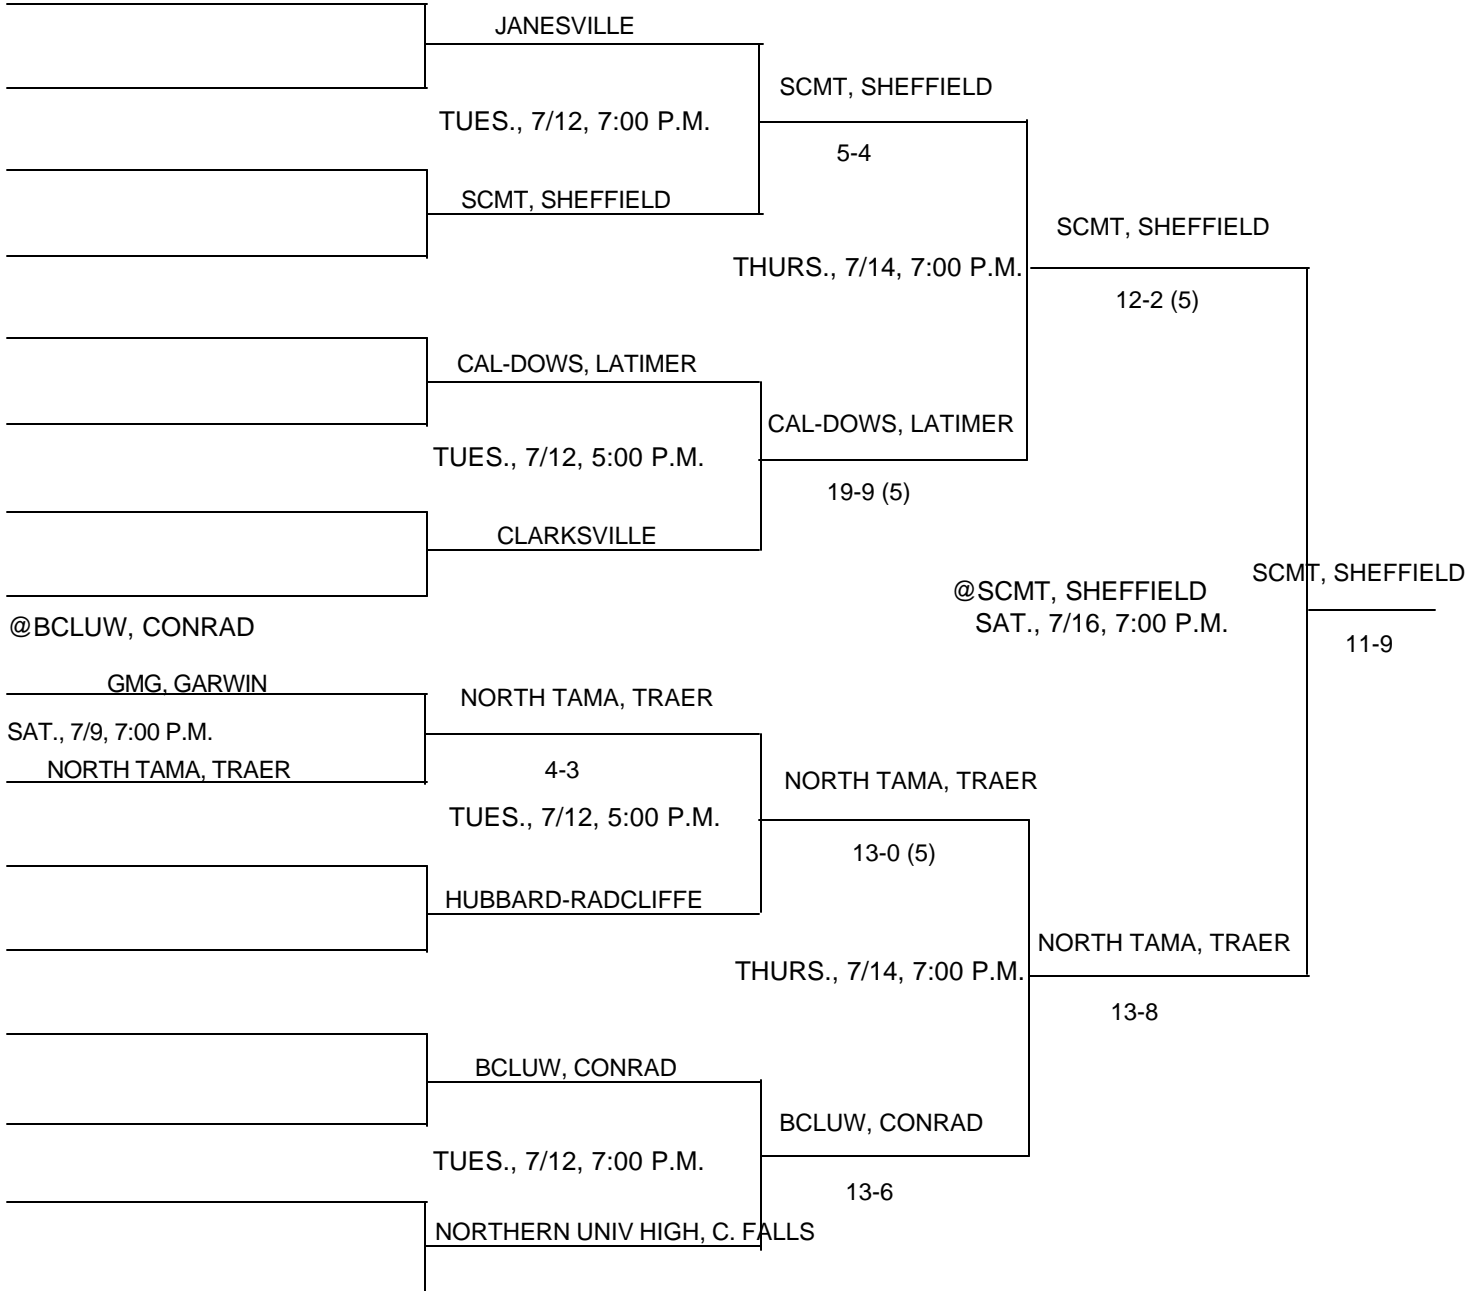 JANESVILLE
SCMT, SHEFFIELD
TUES., 7/12, 7:00 P.M.
5-4
SCMT, SHEFFIELD
SCMT, SHEFFIELD
THURS., 7/14, 7:00 P.M.
12-2 (5)
CAL-DOWS, LATIMER
CAL-DOWS, LATIMER
TUES., 7/12, 5:00 P.M.
19-9 (5)
CLARKSVILLE
SCMT, SHEFFIELD
@SCMT, SHEFFIELD
SAT., 7/16, 7:00 P.M.
11-9
@BCLUW, CONRAD
GMG, GARWIN
NORTH TAMA, TRAER
SAT., 7/9, 7:00 P.M.
NORTH TAMA, TRAER
4-3
NORTH TAMA, TRAER
TUES., 7/12, 5:00 P.M.
13-0 (5)
HUBBARD-RADCLIFFE
NORTH TAMA, TRAER
THURS., 7/14, 7:00 P.M.
13-8
BCLUW, CONRAD
BCLUW, CONRAD
TUES., 7/12, 7:00 P.M.
13-6
NORTHERN UNIV HIGH, C. FALLS